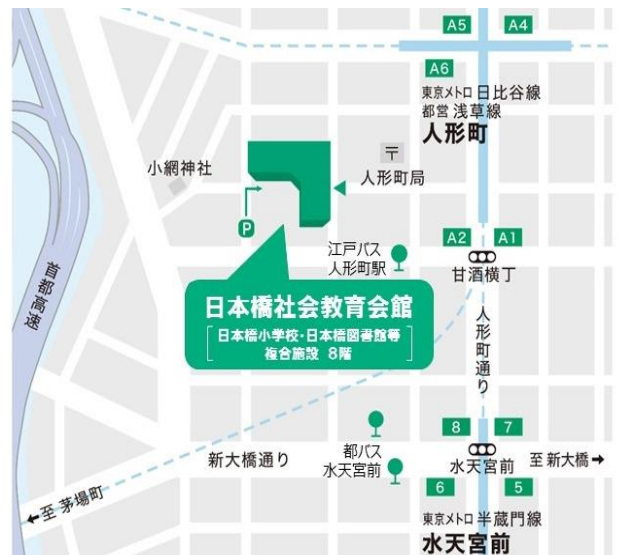 A5
A4
A6
東京メトロ 日比谷線
都営 浅草線
人形町
〒
人形町局
小網神社
P
江戸バス
人形町駅
A2
A1
甘酒横丁
首都高速
日本橋社会教育会館
日本橋小学校・日本橋図書館等
複合施設 8階
人形町通り
8
7
都バス
水天宮前
新大橋通り
水天宮前
至 新大橋→
6
5
←至 茅場町
東京メトロ 半蔵門線
水天宮前